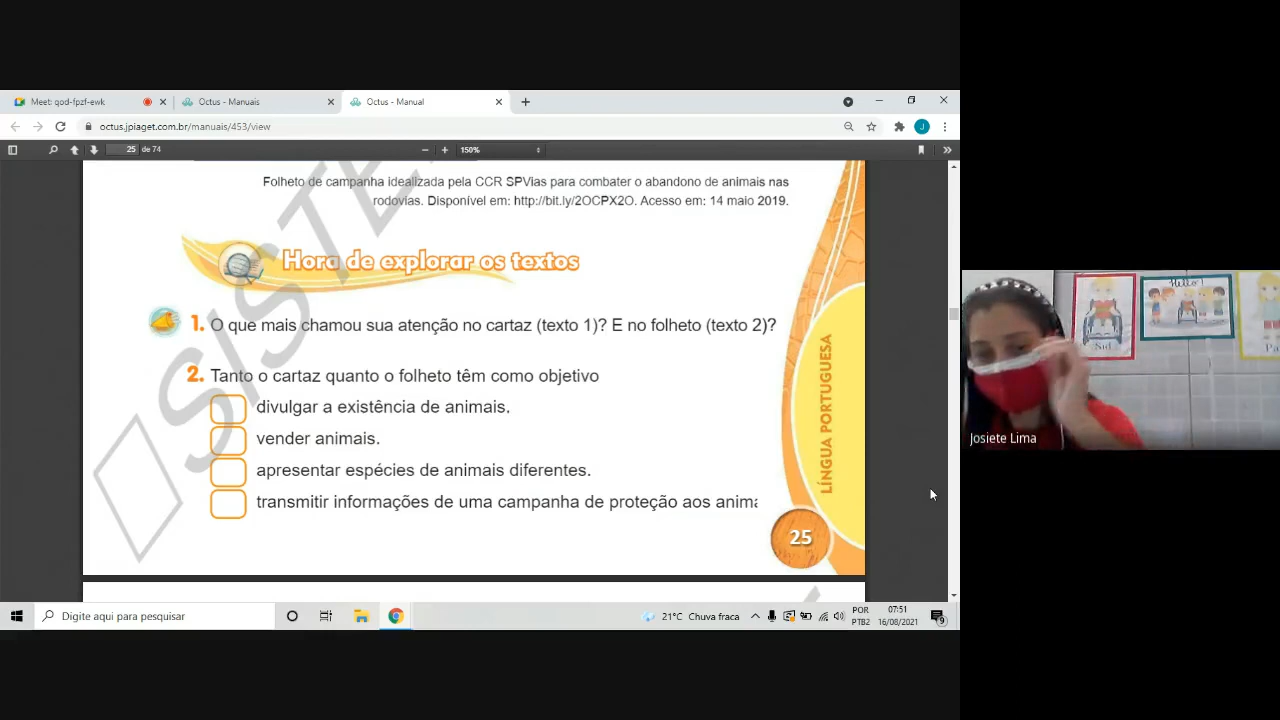 Meet: qod-fpzf-ewk
Octus - Manuais
Octus - Manual
octus.jpiaget.com.br/manuais/453/view
J
25 de 74
150%
Folheto de campanha idealizada pela CCR SPVias para combater o abandono de animais nas
rodovias. Disponível em: http://bit.ly/2OCPX2O. Acesso em: 14 maio 2019.
Hora de explorar os textos
1. O que mais chamou sua atenção no cartaz (texto 1)? E no folheto (texto 2)?
2. Tanto o cartaz quanto o folheto têm como objetivo
divulgar a existência de animais.
vender animais.
apresentar espécies de animais diferentes.
transmitir informações de uma campanha de proteção aos anima
SISTE
LÍNGUA PORTUGUESA
25
Hello!
Sid
Pa
Josiete Lima
Digite aqui para pesquisar
21°C Chuva fraca
POR
PTB2
07:51
16/08/2021
9